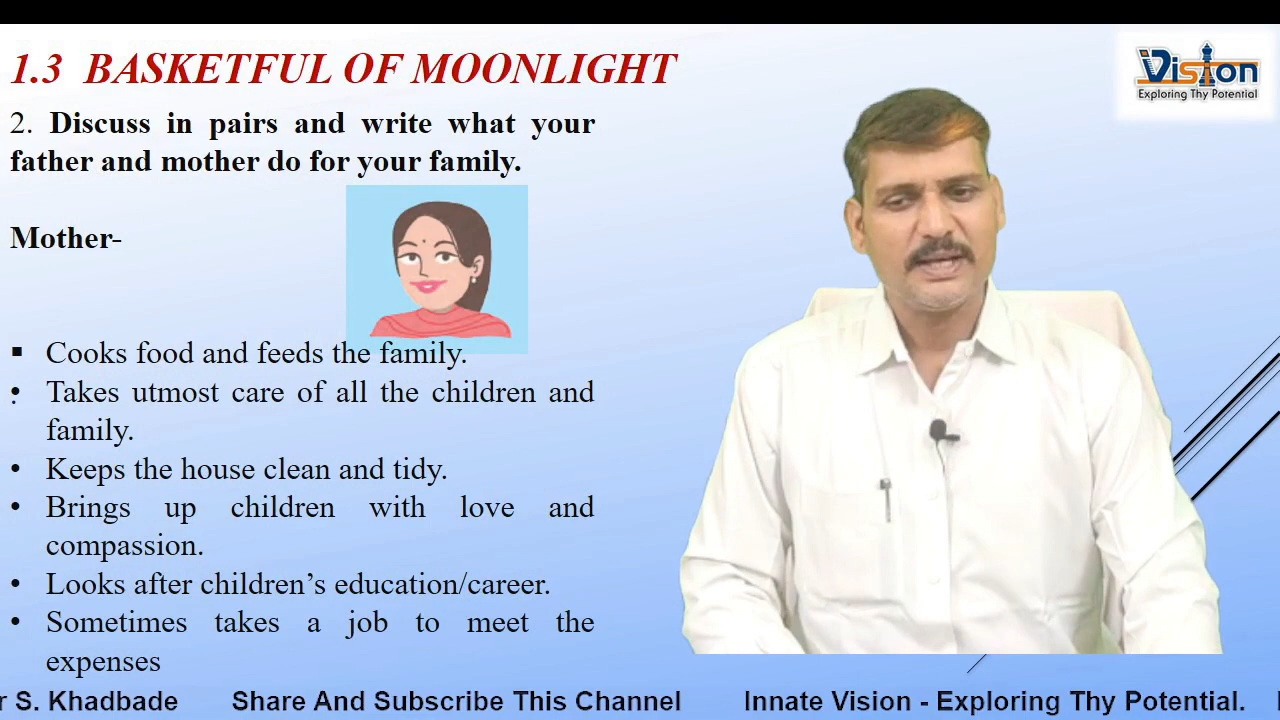 1.3 BASKETFUL OF MOONLIGHT
2. Discuss in pairs and write what your
father and mother do for your family.
Mother-
▪ Cooks food and feeds the family.
• Takes utmost care of all the children and
family.
• Keeps the house clean and tidy.
• Brings up children with love and
compassion.
• Looks after children’s education/career.
• Sometimes takes a job to meet the
expenses
Vision
Exploring Thy Potential
r S. Khadbade Share And Subscribe This Channel Innate Vision - Exploring Thy Potential.